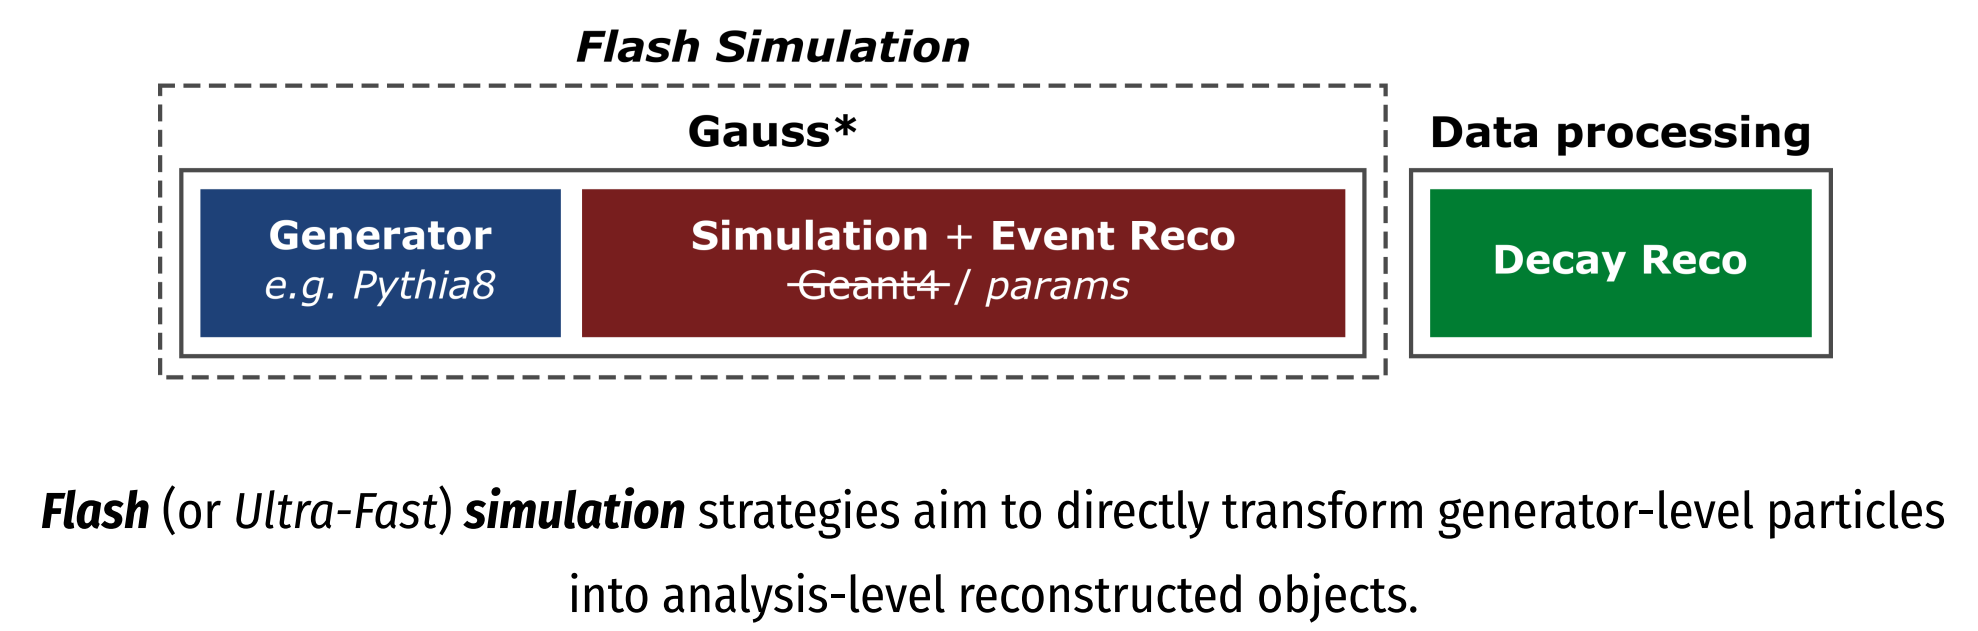 Flash Simulation
Gauss*
Data processing
Generator
e.g. Pythia8
Simulation + Event Reco
Geant4 / params
Decay Reco
Flash (or Ultra-Fast) simulation strategies aim to directly transform generator-level particles
into analysis-level reconstructed objects.